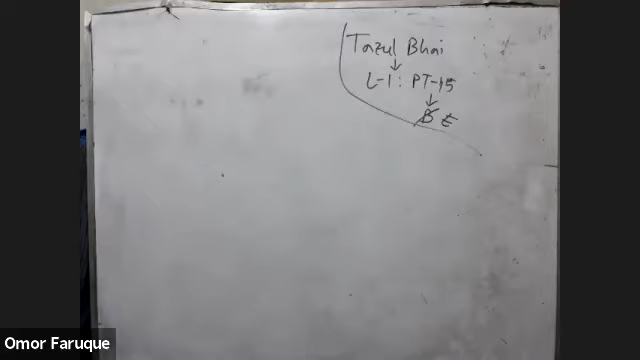 Tazul Bhai
↓
L-1: PT-15
↓
E
Omor Faruque